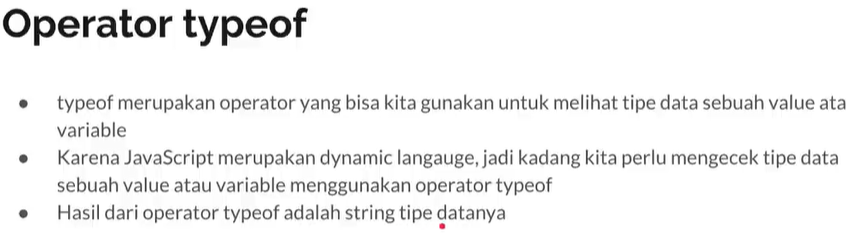 Operator typeof
● typeof merupakan operator yang bisa kita gunakan untuk melihat tipe data sebuah value ata
variable
● Karena JavaScript merupakan dynamic langauge, jadi kadang kita perlu mengecek tipe data
sebuah value atau variable menggunakan operator typeof
● Hasil dari operator typeof adalah string tipe datanya